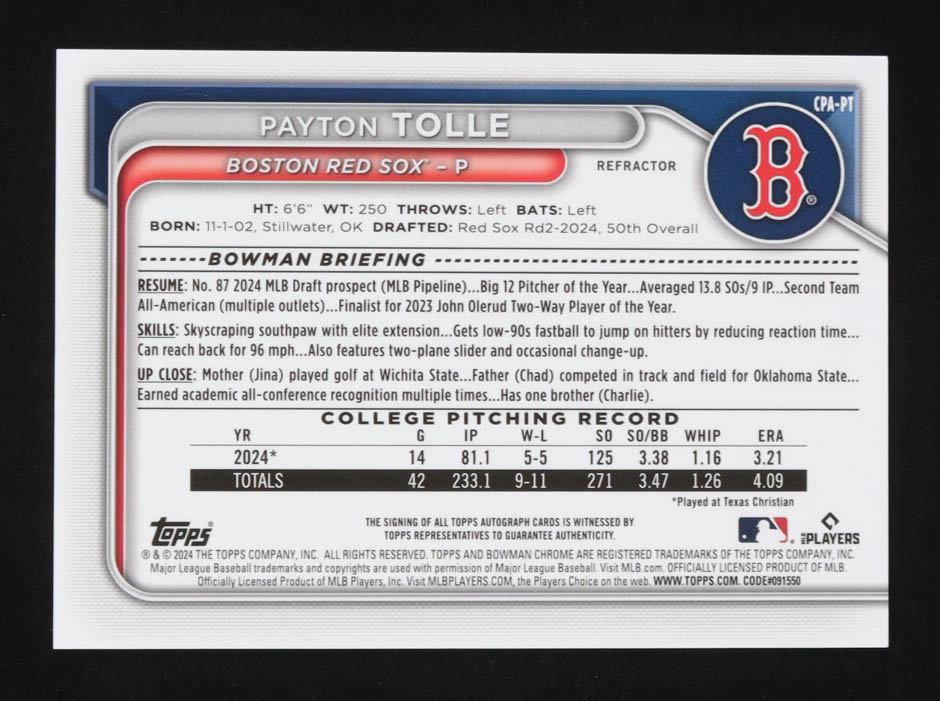 CPA-PT
PAYTON TOLLE
BOSTON RED SOX™ – P
REFRACTOR
B®
HT: 6'6" WT: 250 THROWS: Left BATS: Left
BORN: 11-1-02, Stillwater, OK DRAFTED: Red Sox Rd2-2024, 50th Overall
BOWMAN BRIEFING
RESUME: No. 87 2024 MLB Draft prospect (MLB Pipeline)...Big 12 Pitcher of the Year...Averaged 13.8 SOs/9 IP...Second Team
All-American (multiple outlets)...Finalist for 2023 John Olerud Two-Way Player of the Year.
SKILLS: Skyscraping southpaw with elite extension...Gets low-90s fastball to jump on hitters by reducing reaction time...
Can reach back for 96 mph...Also features two-plane slider and occasional change-up.
UP CLOSE: Mother (Jina) played golf at Wichita State...Father (Chad) competed in track and field for Oklahoma State...
Earned academic all-conference recognition multiple times...Has one brother (Charlie).
COLLEGE PITCHING RECORD
YR G IP W-L SO SO/BB WHIP ERA
2024* 14 81.1 5-5 125 3.38 1.16 3.21
TOTALS 42 233.1 9-11 271 3.47 1.26 4.09
*Played at Texas Christian
Topps®
THE SIGNING OF ALL TOPPS AUTOGRAPH CARDS IS WITNESSED BY
TOPPS REPRESENTATIVES TO GUARANTEE AUTHENTICITY.
MLB PLAYERS
® & © 2024 THE TOPPS COMPANY, INC. ALL RIGHTS RESERVED. TOPPS AND BOWMAN CHROME ARE REGISTERED TRADEMARKS OF THE TOPPS COMPANY, INC.
Major League Baseball trademarks and copyrights are used with permission of Major League Baseball. Visit MLB.com. OFFICIALLY LICENSED PRODUCT OF MLB.
Officially Licensed Product of MLB Players, Inc. Visit MLBPLAYERS.COM, the Players Choice on the web. WWW.TOPPS.COM. CODE#091550